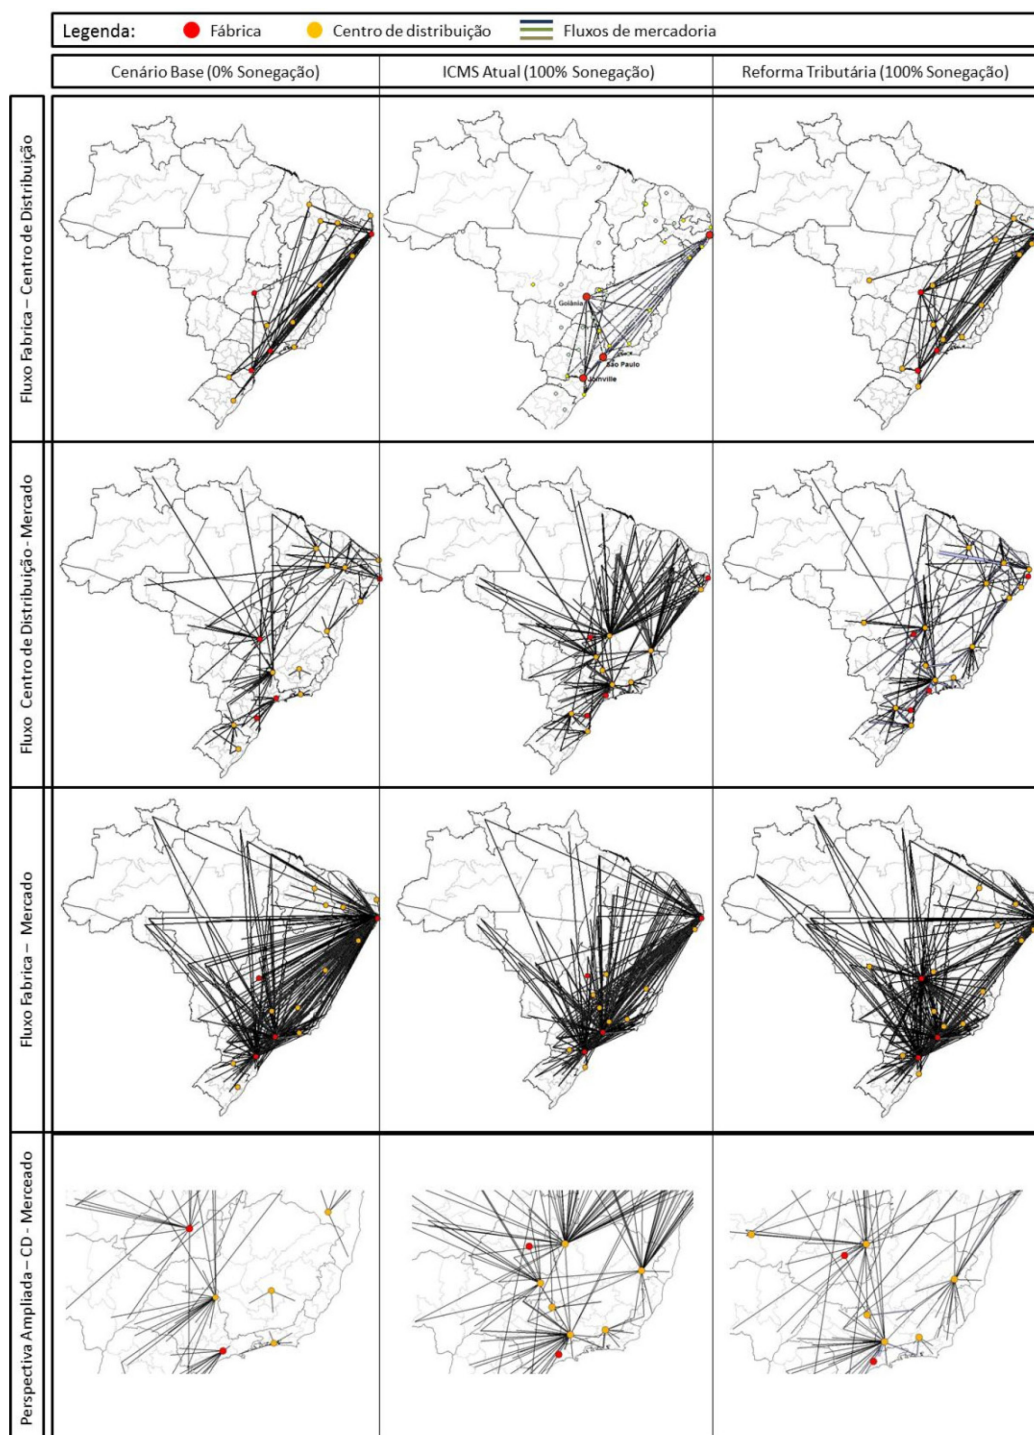 Legenda: Fábrica Centro de distribuição Fluxos de mercadoria
Cenário Base (0% Sonegação) ICMS Atual (100% Sonegação) Reforma Tributária (100% Sonegação)
Fluxo Fabrica – Centro de Distribuição
Goiânia
São Paulo
Joinville
Fluxo Centro de Distribuição - Mercado
Fluxo Fabrica – Mercado
Perspectiva Ampliada – CD - Merceado